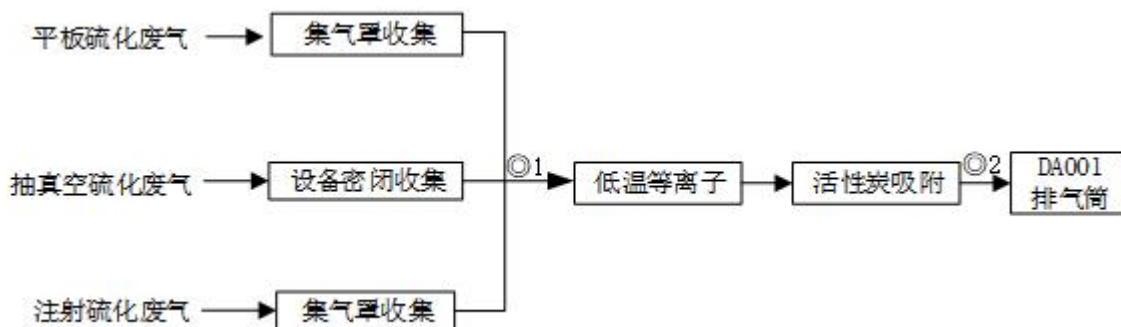 平板硫化废气
集气罩收集
抽真空硫化废气
设备密闭收集
◎1
低温等离子
活性炭吸附
◎2
DA001
排气筒
注射硫化废气
集气罩收集